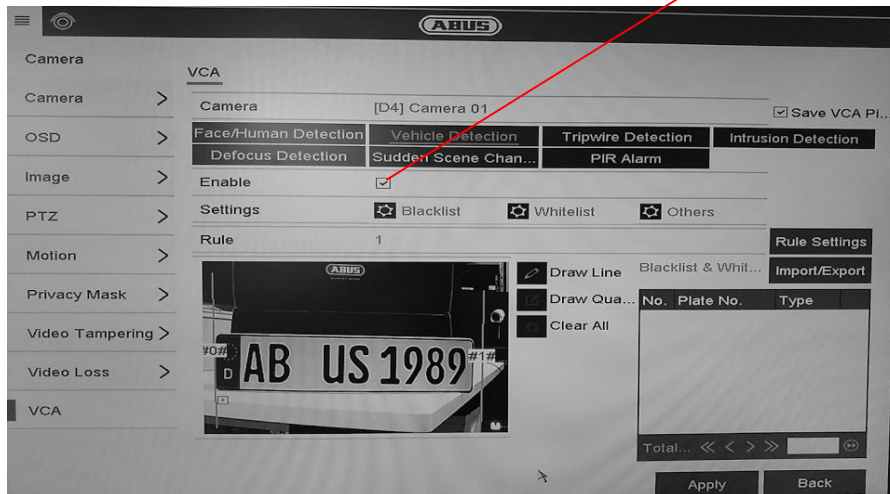 ABUS
Camera
VCA
Camera
Camera [D4] Camera 01
Save VCA Pi...
OSD
Face/Human Detection Vehicle Detection Tripwire Detection Intrusion Detection
Defocus Detection Sudden Scene Chan... PIR Alarm
Image
Enable
PTZ
Settings Blacklist Whitelist Others
Rule 1
Rule Settings
Motion
ABUS
Draw Line
Blacklist & Whit...
Import/Export
Privacy Mask
Draw Qua...
No. Plate No. Type
Video Tampering
Clear All
#0#
D
AB US 1989
#1#
Video Loss
VCA
Total...
Apply Back